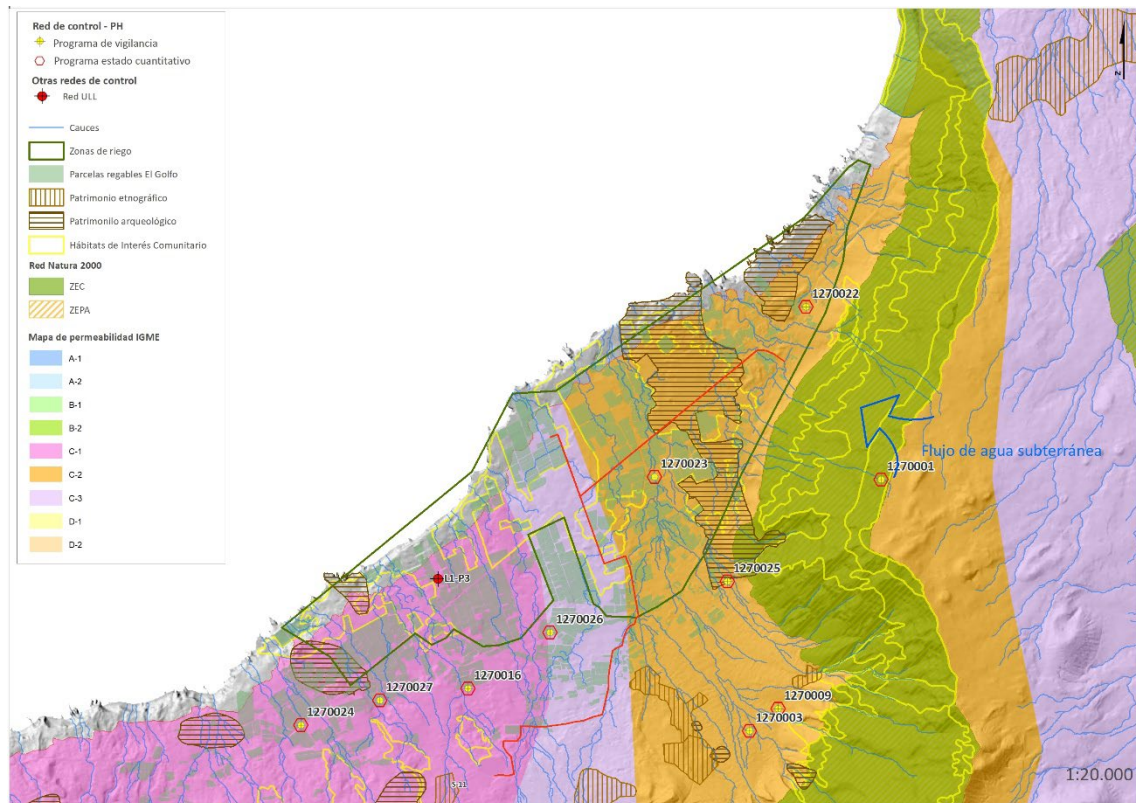 Red de control - PH
Programa de vigilancia
Programa estado cuantitativo
Otras redes de control
Red ULL
Cauces
Zonas de riego
Parcelas regables El Golfo
Patrimonio etnográfico
Patrimonilo arqueológico
Hábitats de Interés Comunitario
Red Natura 2000
ZEC
ZEPA
Mapa de permeabilidad IGME
A-1
A-2
B-1
B-2
C-1
C-2
C-3
D-1
D-2
N
1270022
Flujo de agua subterránea
1270023
1270001
L1-P3
1270025
1270026
1270016
1270027
1270024
1270009
1270003
1:20.000